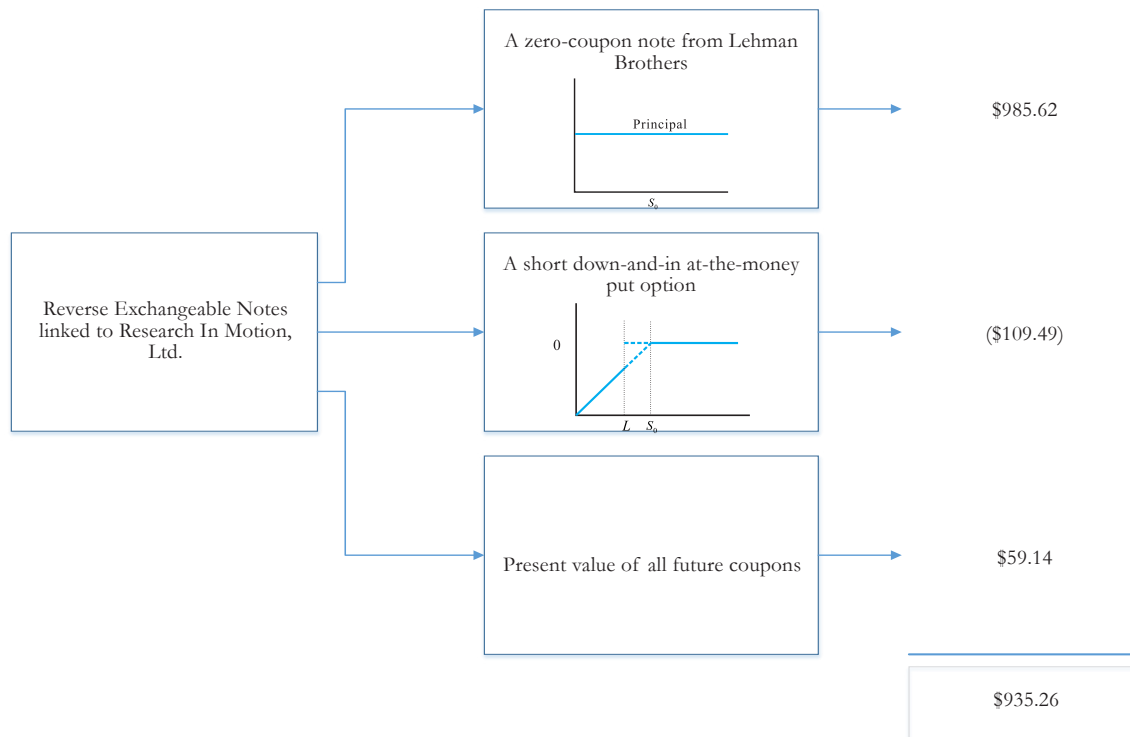 A zero-coupon note from Lehman
Brothers
Principal
S₀
$985.62
Reverse Exchangeable Notes
linked to Research In Motion,
Ltd.
A short down-and-in at-the-money
put option
0
L S₀
($109.49)
Present value of all future coupons
$59.14
$935.26